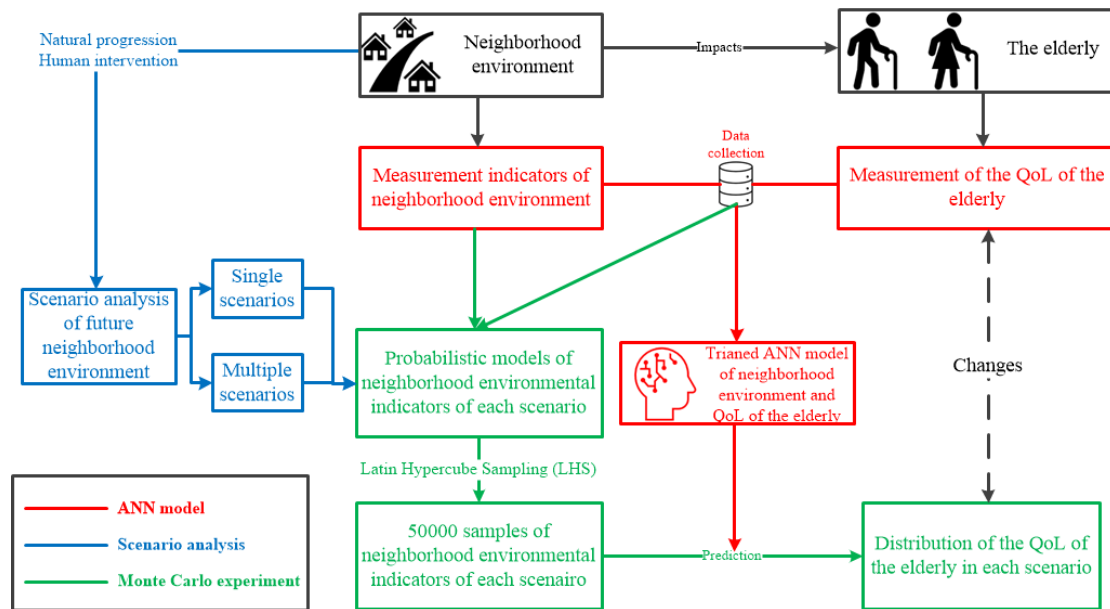 Natural progression
Human intervention
Neighborhood
environment
Impacts
The elderly
Data
collection
Measurement indicators of
neighborhood environment
Measurement of the QoL of the
elderly
Scenario analysis
of future
neighborhood
environment
Single
scenarios
Multiple
scenarios
Probabilistic models of
neighborhood environmental
indicators of each scenario
Trianed ANN model
of neighborhood
environment and
QoL of the elderly
Changes
Latin Hypercube Sampling (LHS)
50000 samples of
neighborhood environmental
indicators of each scenairo
Prediction
Distribution of the QoL of
the elderly in each scenario
ANN model
Scenario analysis
Monte Carlo experiment